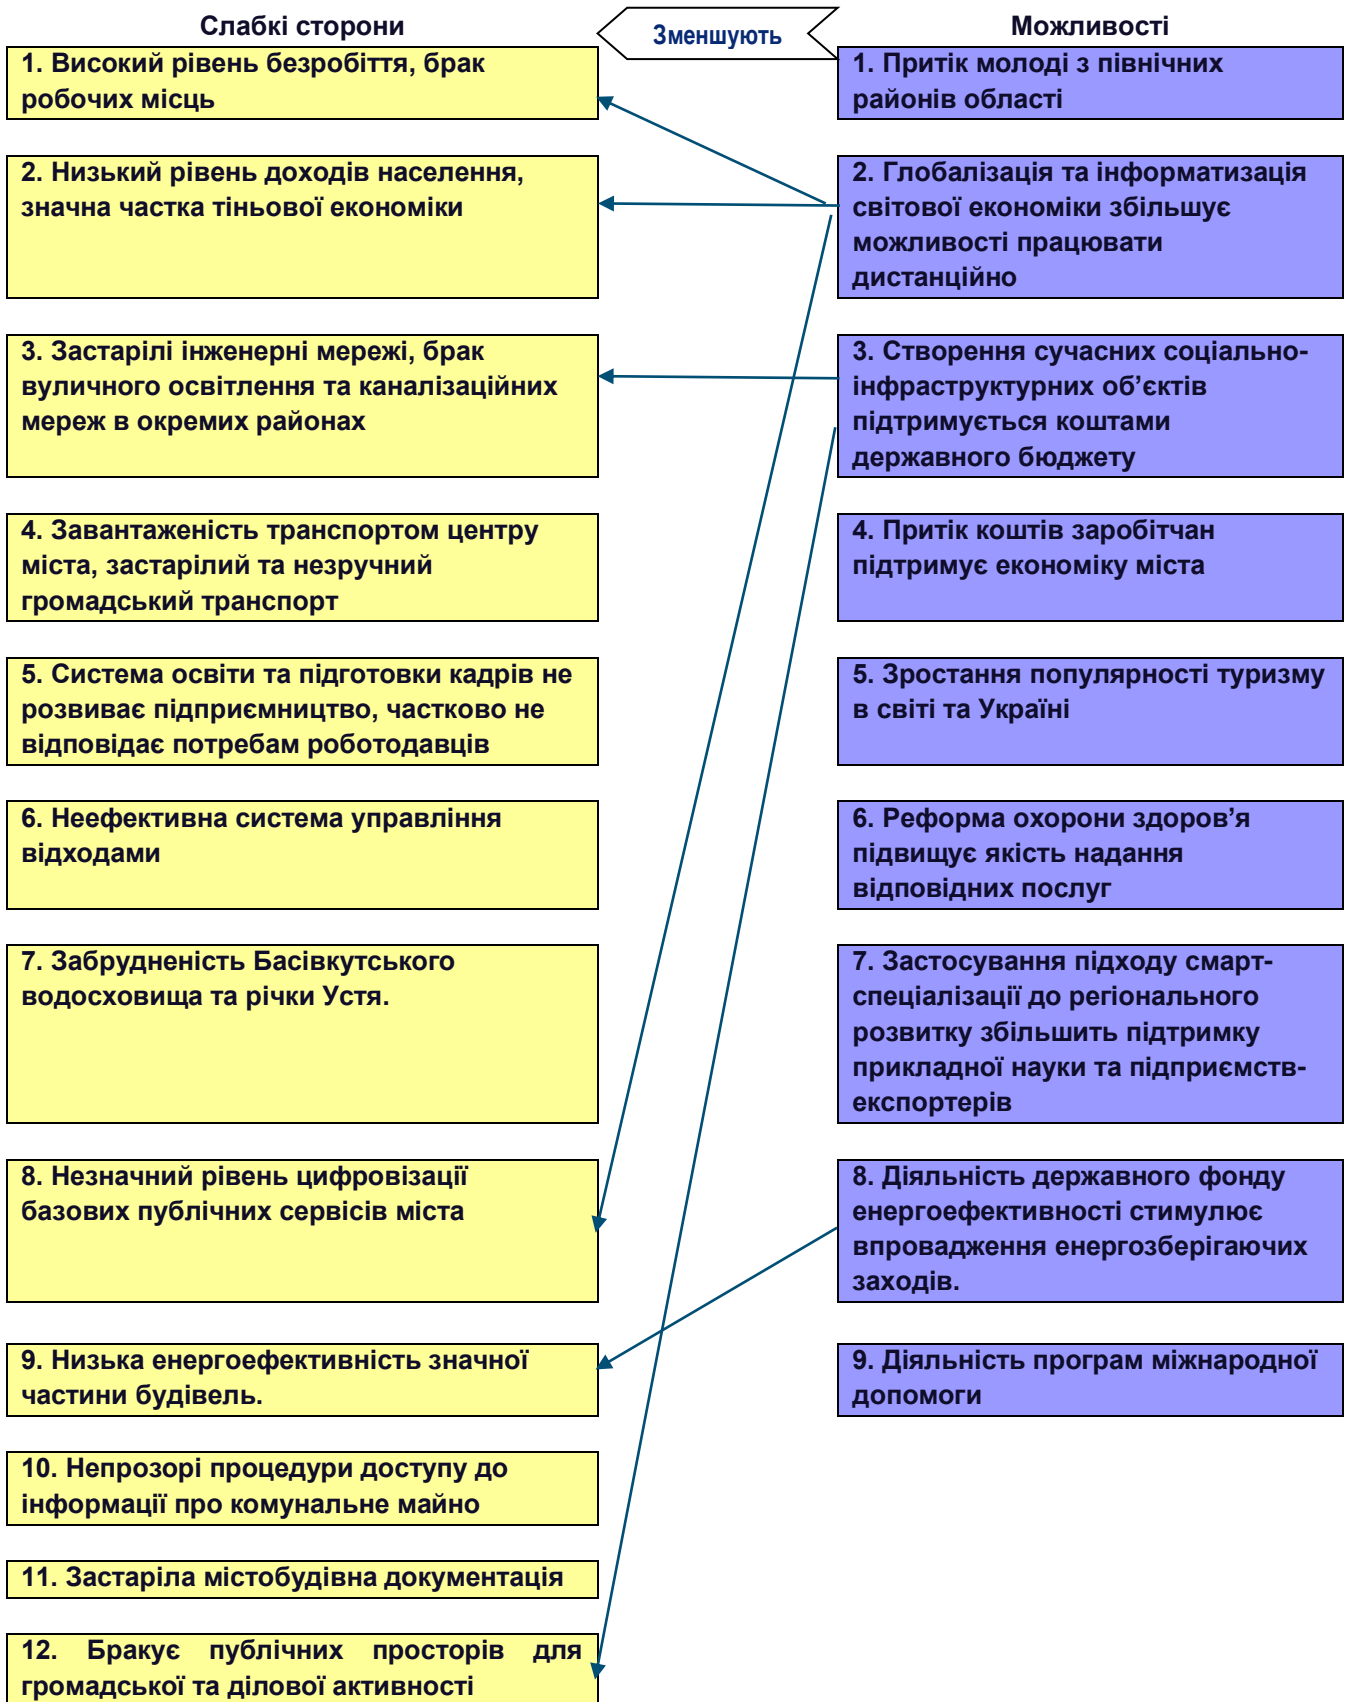 Слабкі сторони
Зменшують
Можливості
1. Високий рівень безробіття, брак
робочих місць
1. Притік молоді з північних
районів області
2. Низький рівень доходів населення,
значна частка тіньової економіки
2. Глобалізація та інформатизація
світової економіки збільшує
можливості працювати
дистанційно
3. Застарілі інженерні мережі, брак
вуличного освітлення та каналізаційних
мереж в окремих районах
3. Створення сучасних соціально-
інфраструктурних об’єктів
підтримується коштами
державного бюджету
4. Завантаженість транспортом центру
міста, застарілий та незручний
громадський транспорт
4. Притік коштів заробітчан
підтримує економіку міста
5. Система освіти та підготовки кадрів не
розвиває підприємництво, частково не
відповідає потребам роботодавців
5. Зростання популярності туризму
в світі та Україні
6. Неефективна система управління
відходами
6. Реформа охорони здоров’я
підвищує якість надання
відповідних послуг
7. Забрудненість Басівкутського
водосховища та річки Устя.
7. Застосування підходу смарт-
спеціалізації до регіонального
розвитку збільшить підтримку
прикладної науки та підприємств-
експортерів
8. Незначний рівень цифровізації
базових публічних сервісів міста
8. Діяльність державного фонду
енергоефективності стимулює
впровадження енергозберігаючих
заходів.
9. Низька енергоефективність значної
частини будівель.
9. Діяльність програм міжнародної
допомоги
10. Непрозорі процедури доступу до
інформації про комунальне майно
11. Застаріла містобудівна документація
12. Бракує публічних просторів для
громадської та ділової активності